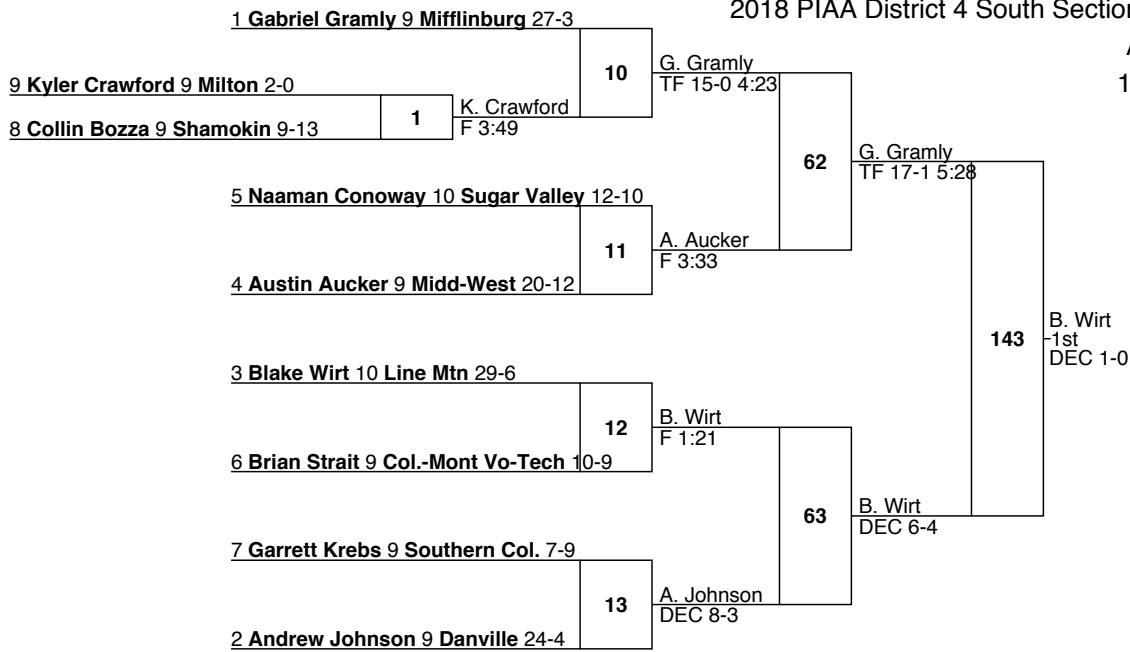 2018 PIAA District 4 South Section
1 Gabriel Gramly 9 Mifflinburg 27-3
A
1
10
G. Gramly
TF 15-0 4:23
9 Kyler Crawford 9 Milton 2-0
1
K. Crawford
F 3:49
8 Collin Bozza 9 Shamokin 9-13
62
G. Gramly
TF 17-1 5:28
5 Naaman Conoway 10 Sugar Valley 12-10
11
A. Aucker
F 3:33
4 Austin Aucker 9 Midd-West 20-12
143
B. Wirt
1st
DEC 1-0
3 Blake Wirt 10 Line Mtn 29-6
12
B. Wirt
F 1:21
6 Brian Strait 9 Col.-Mont Vo-Tech 10-9
63
B. Wirt
DEC 6-4
7 Garrett Krebs 9 Southern Col. 7-9
13
A. Johnson
DEC 8-3
2 Andrew Johnson 9 Danville 24-4